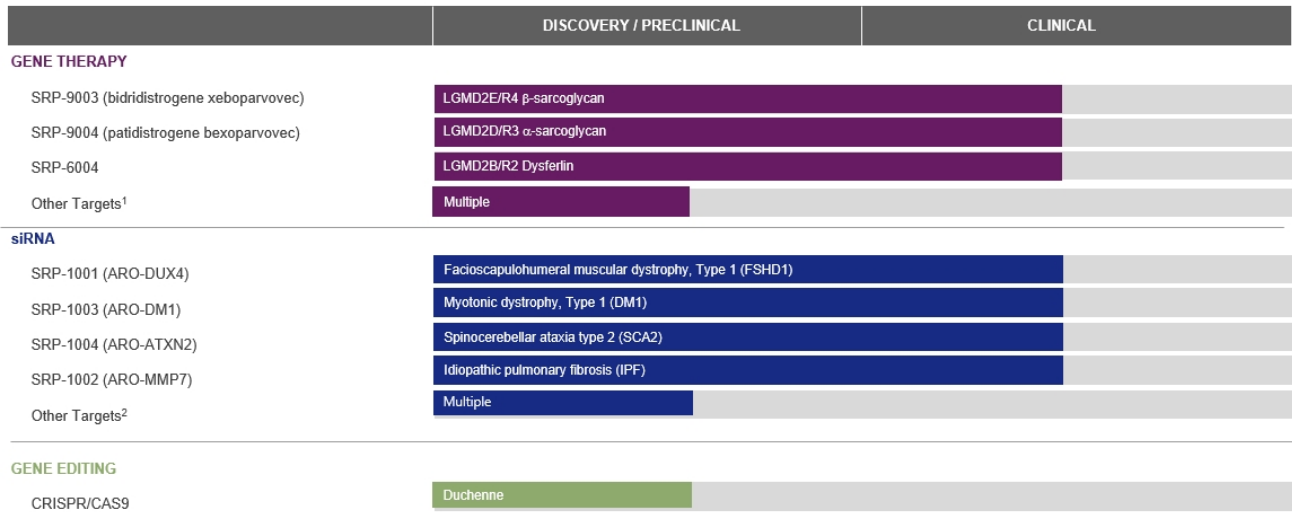 DISCOVERY / PRECLINICAL CLINICAL
GENE THERAPY
SRP-9003 (bidridistrogene xeboparvovec) LGMD2E/R4 β-sarcoglycan
SRP-9004 (patidistrogene bexoparvovec) LGMD2D/R3 α-sarcoglycan
SRP-6004 LGMD2B/R2 Dysferlin
Other Targets¹ Multiple
siRNA
SRP-1001 (ARO-DUX4) Facioscapulohumeral muscular dystrophy, Type 1 (FSHD1)
SRP-1003 (ARO-DM1) Myotonic dystrophy, Type 1 (DM1)
SRP-1004 (ARO-ATXN2) Spinocerebellar ataxia type 2 (SCA2)
SRP-1002 (ARO-MMP7) Idiopathic pulmonary fibrosis (IPF)
Other Targets² Multiple
GENE EDITING
CRISPR/CAS9 Duchenne